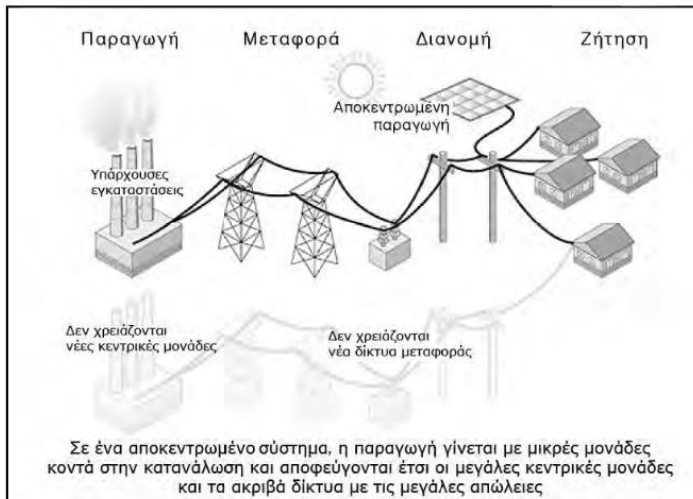 Παραγωγή Μεταφορά Διανομή Ζήτηση
Αποκεντρωμένη
παραγωγή
Υπάρχουσες
εγκαταστάσεις
Δεν χρειάζονται
νέες κεντρικές μονάδες
Δεν χρειάζονται
νέα δίκτυα μεταφοράς
Σε ένα αποκεντρωμένο σύστημα, η παραγωγή γίνεται με μικρές μονάδες
κοντά στην κατανάλωση και αποφεύγονται έτσι οι μεγάλες κεντρικές μονάδες
και τα ακριβά δίκτυα με τις μεγάλες απώλειες